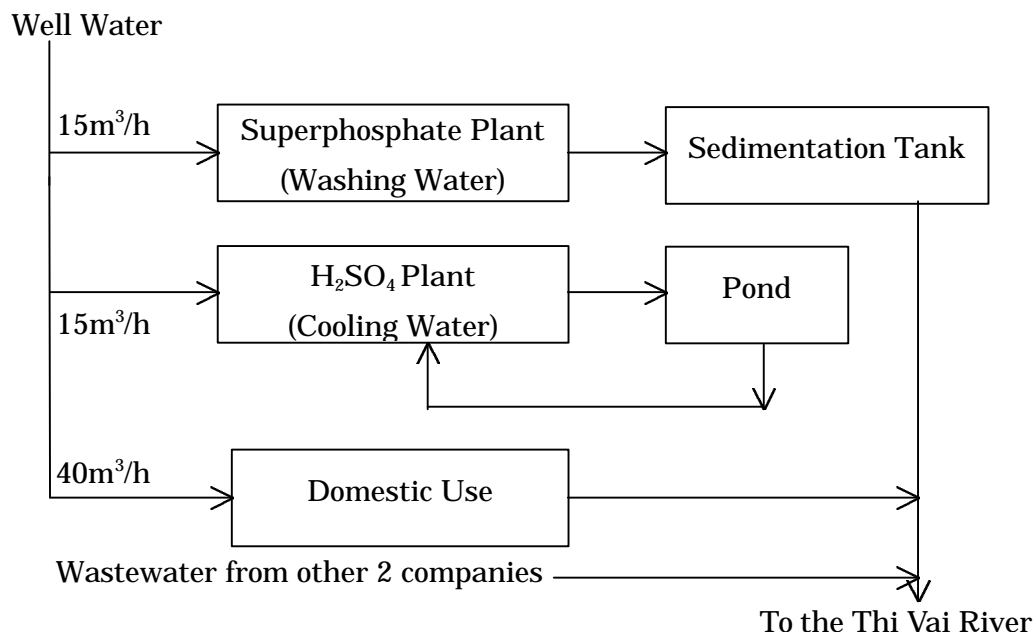 Well Water
15m³/h
Superphosphate Plant
(Washing Water)
Sedimentation Tank
H₂SO₄ Plant
(Cooling Water)
Pond
15m³/h
40m³/h
Domestic Use
Wastewater from other 2 companies
To the Thi Vai River